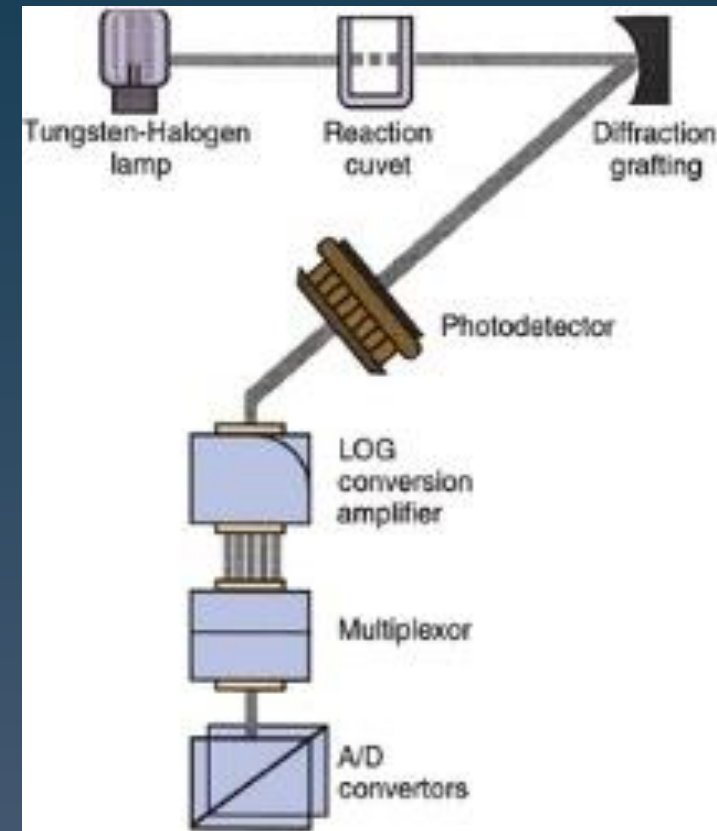 Tungsten-Halogen
lamp
Reaction
cuvet
Diffraction
grafting
Photodetector
LOG
conversion
amplifier
Multiplexor
A/D
convertors